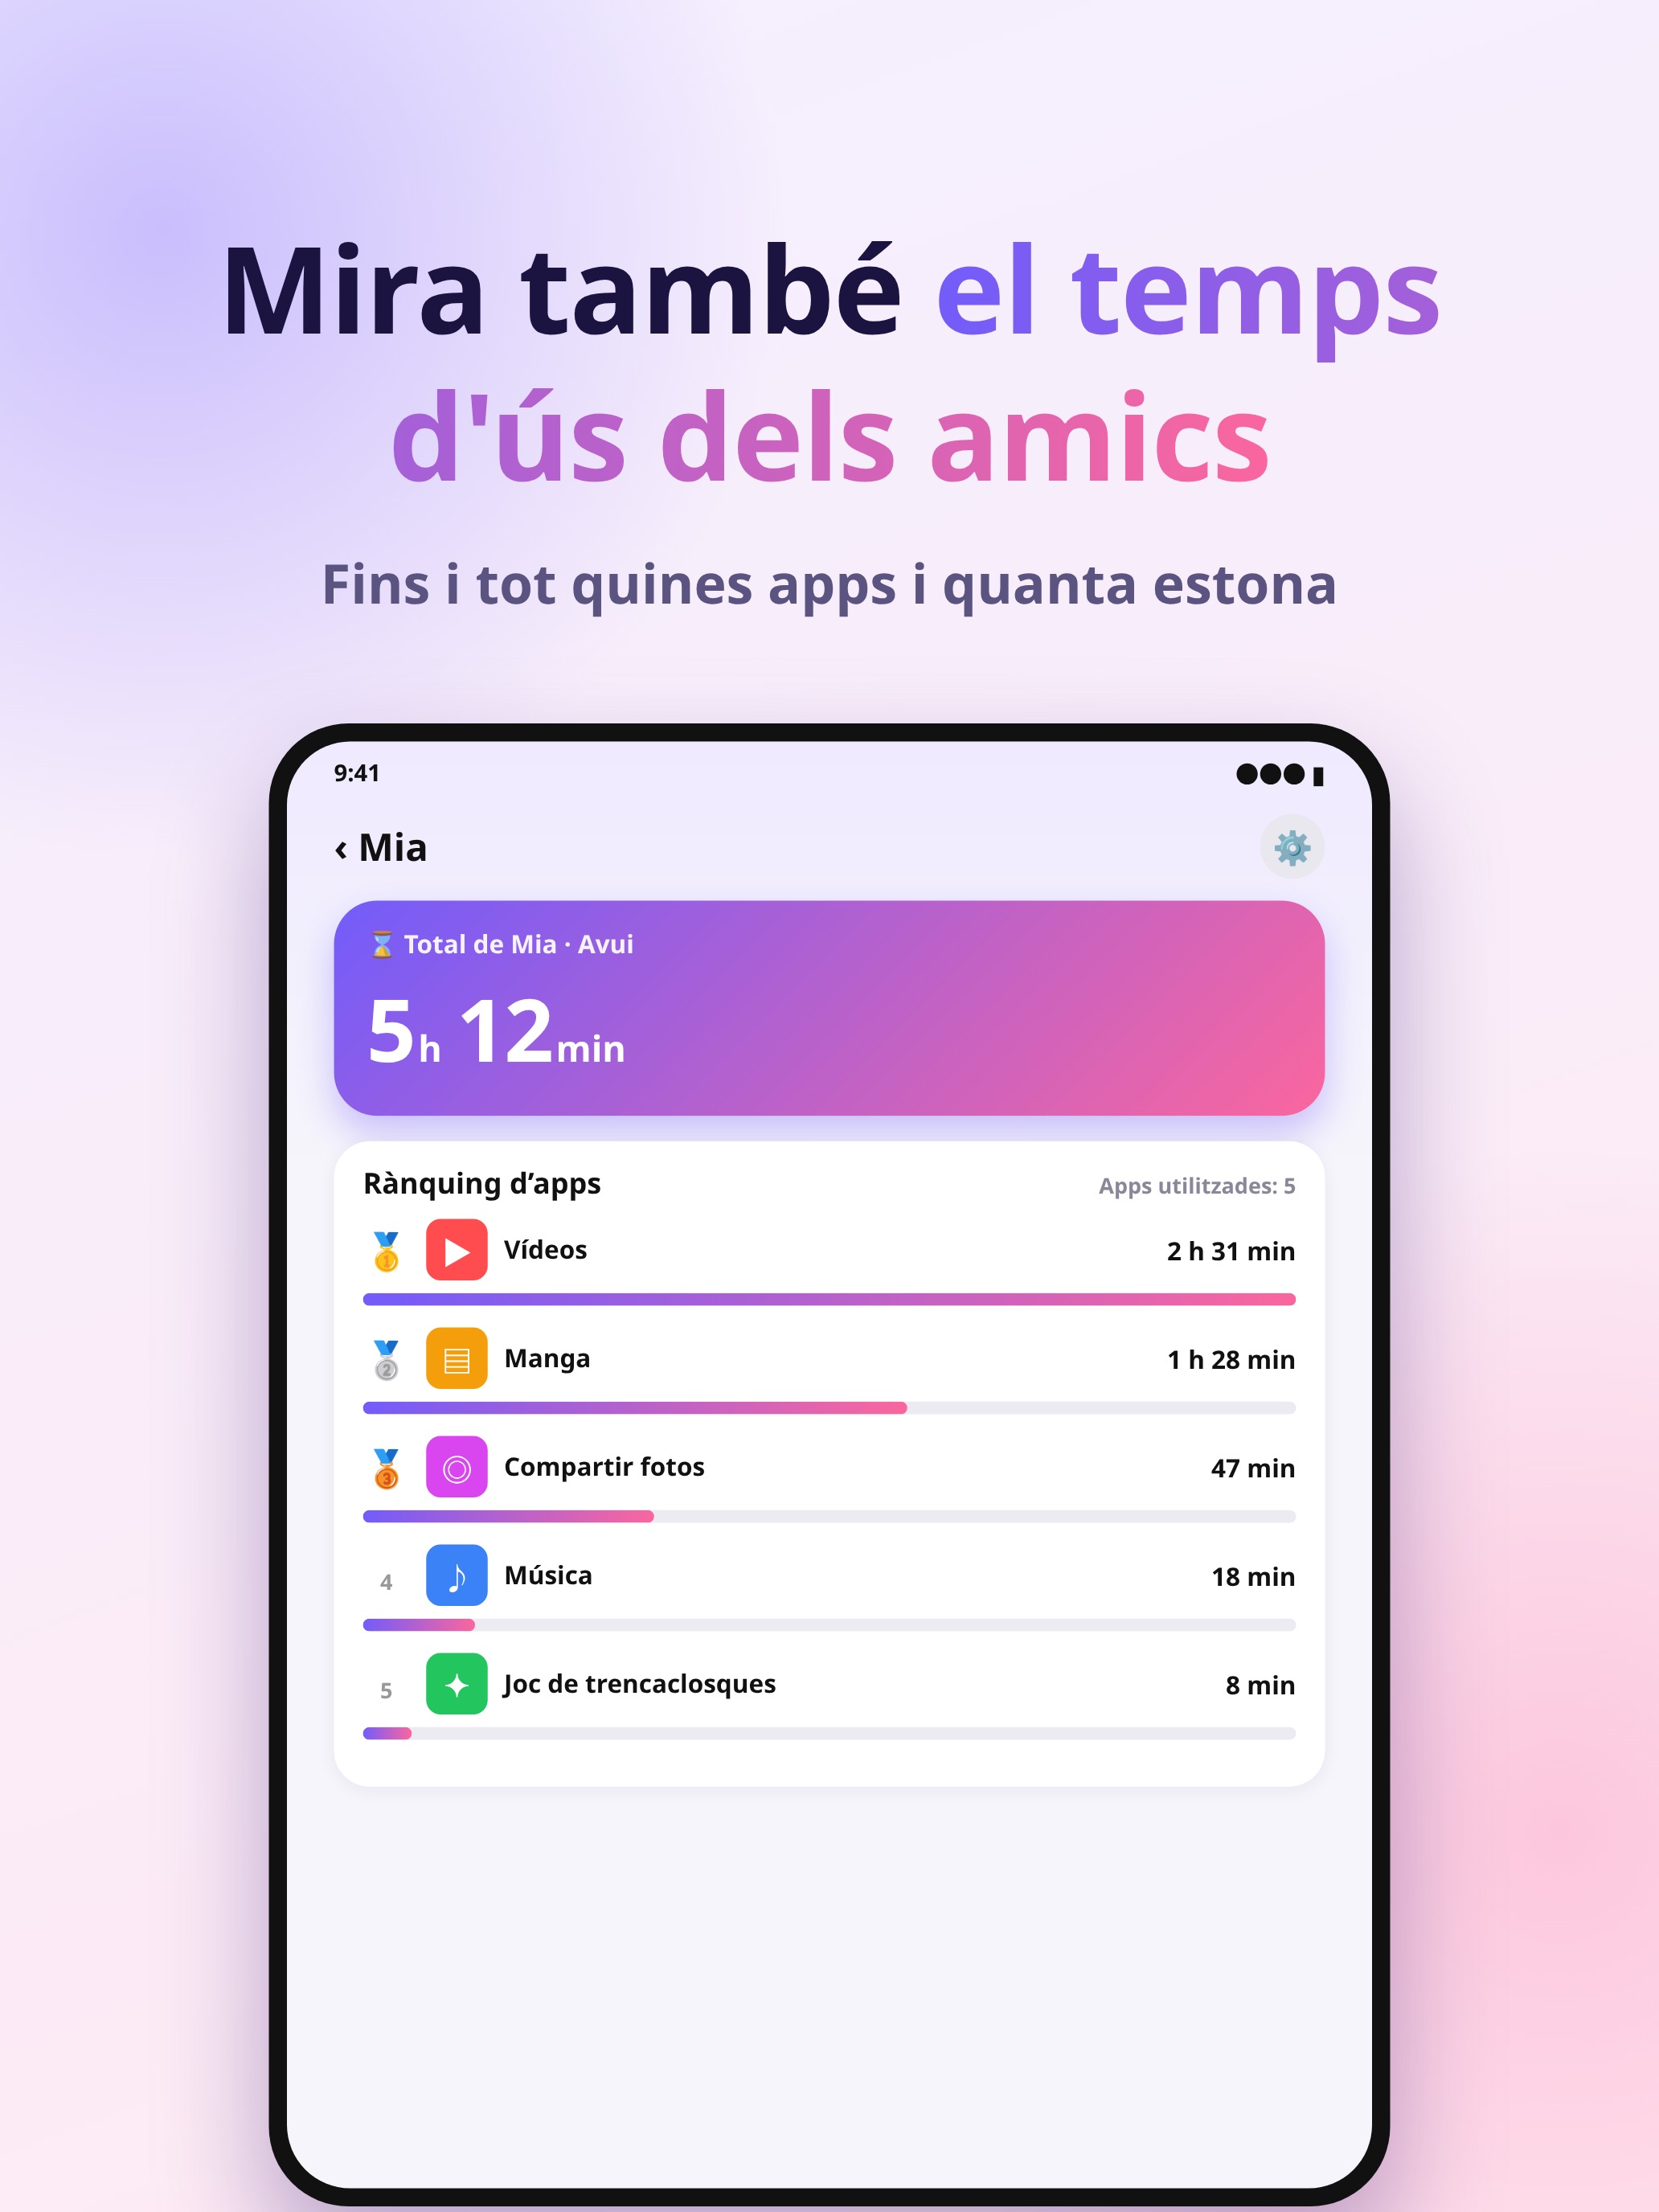 Mira també el temps
d'ús dels amics
Fins i tot quines apps i quanta estona
9:41
‹ Mia
⌛ Total de Mia · Avui
5h 12min
Rànquing d’apps
Apps utilitzades: 5
🥇 Vídeos 2 h 31 min
🥈 Manga 1 h 28 min
🥉 Compartir fotos 47 min
4 Música 18 min
5 Joc de trencaclosques 8 min